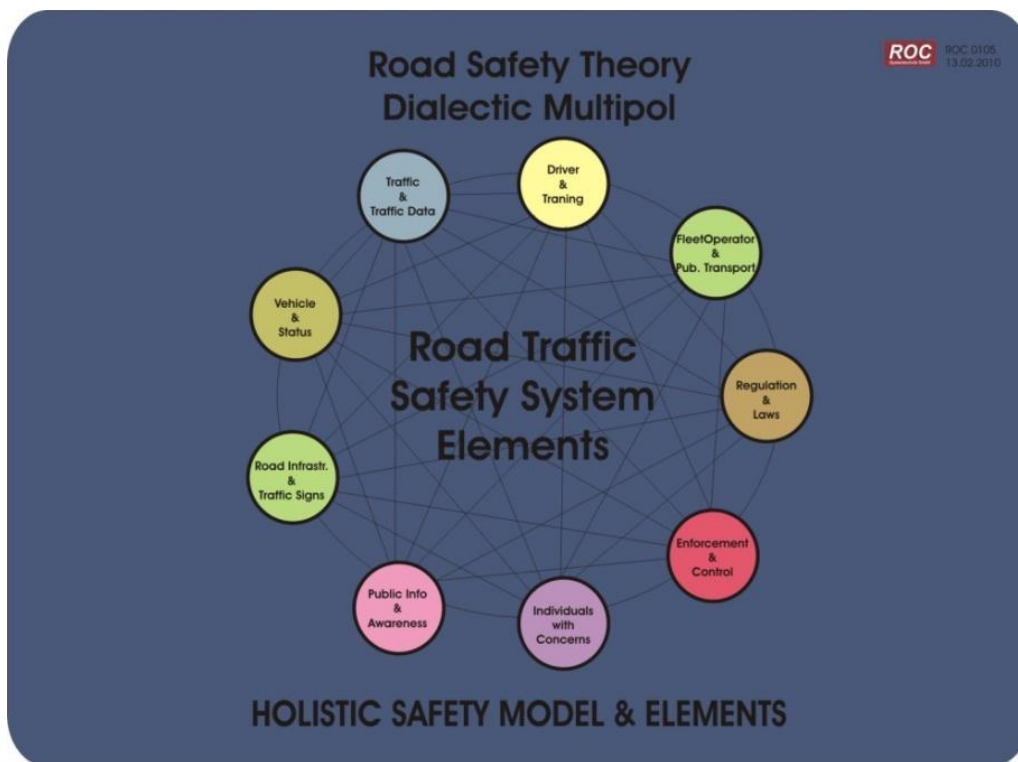 Road Safety Theory
Dialectic Multipol
ROC
ROC 0105
13.02.2010
Traffic
&
Traffic Data
Driver
&
Traning
FleetOperator
&
Pub. Transport
Vehicle
&
Status
Road Traffic
Safety System
Elements
Regulation
&
Laws
Road Infrastr.
&
Traffic Signs
Enforcement
&
Control
Public Info
&
Awareness
Individuals
with
Concerns
HOLISTIC SAFETY MODEL & ELEMENTS